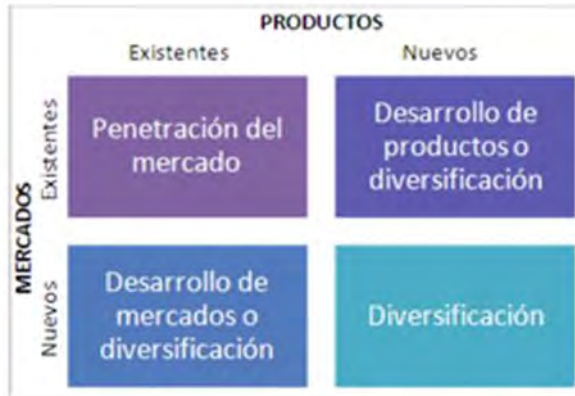 PRODUCTOS
Existentes
Nuevos
MERCADOS
Existentes
Penetración del
mercado
Desarrollo de
productos o
diversificación
Nuevos
Desarrollo de
mercados o
diversificación
Diversificación